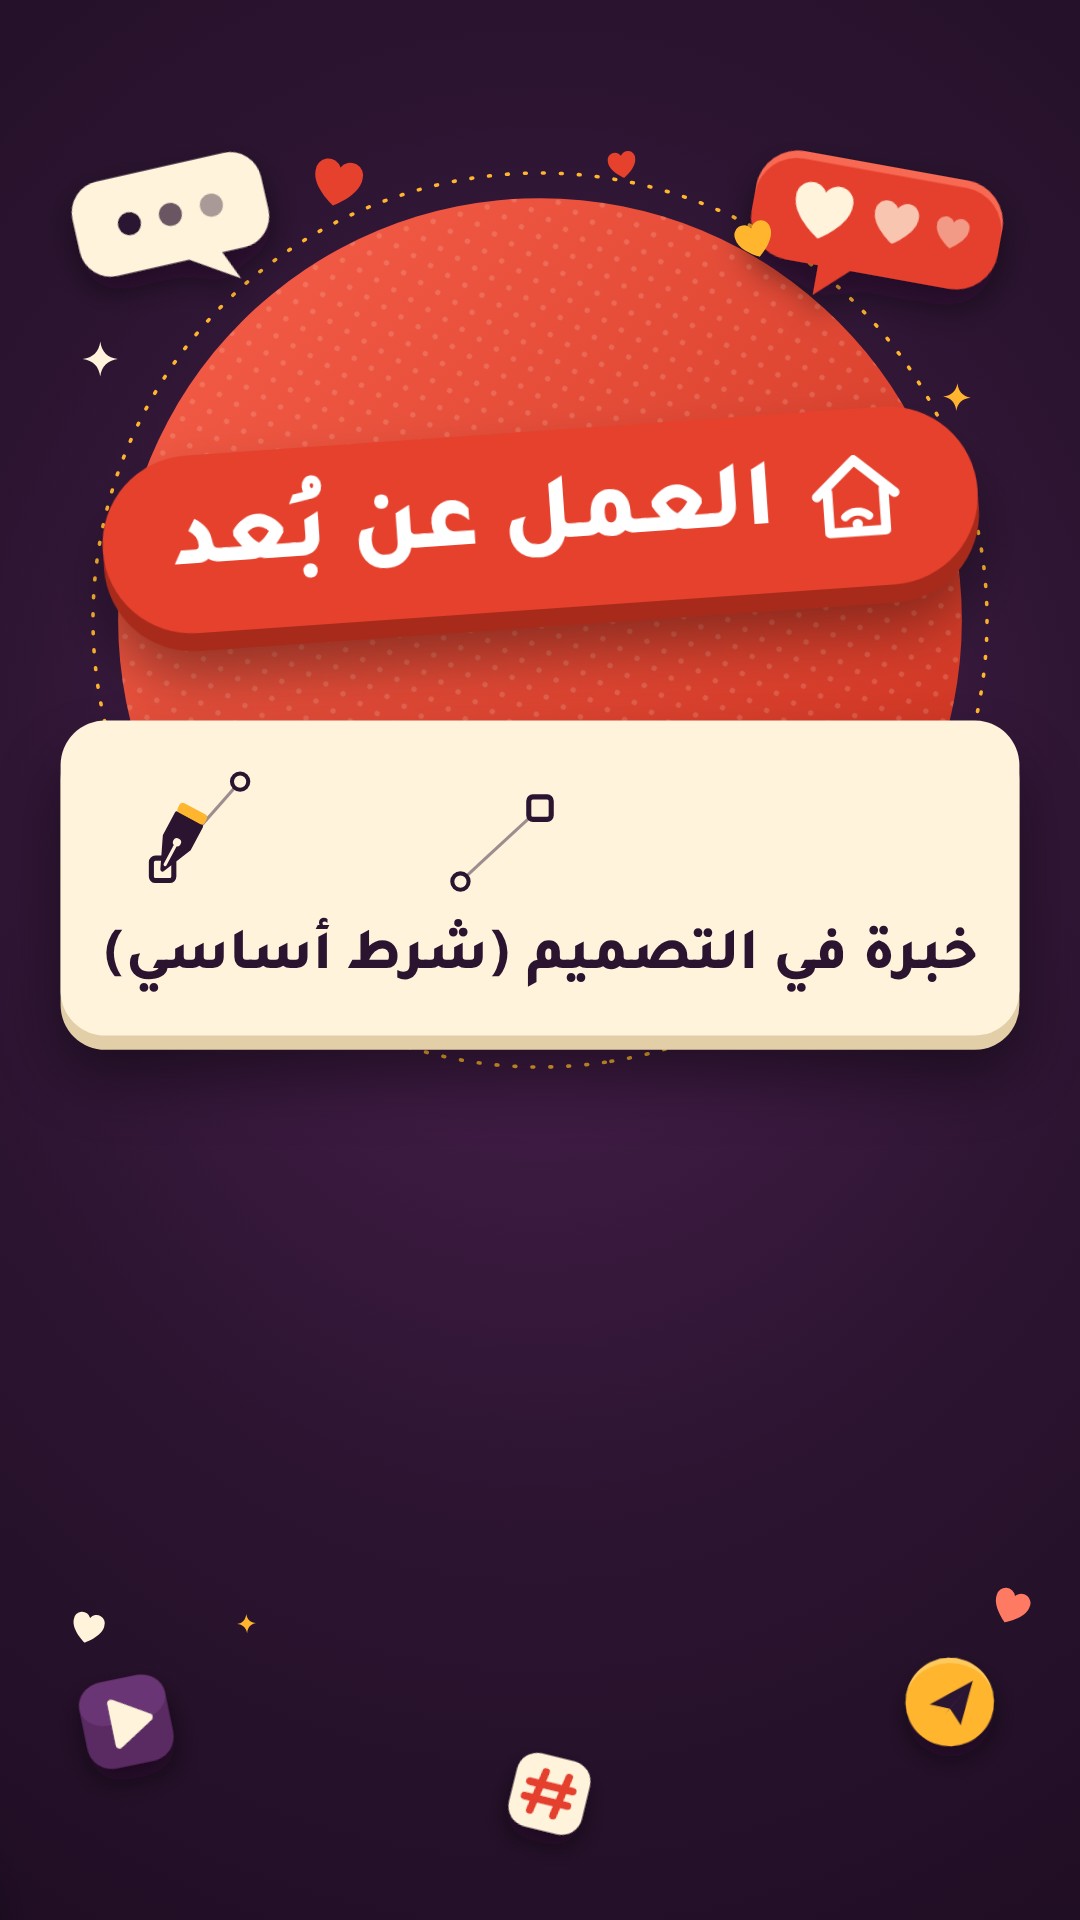 العمل عن بُعد
خبرة في التصميم (شرط أساسي)
#